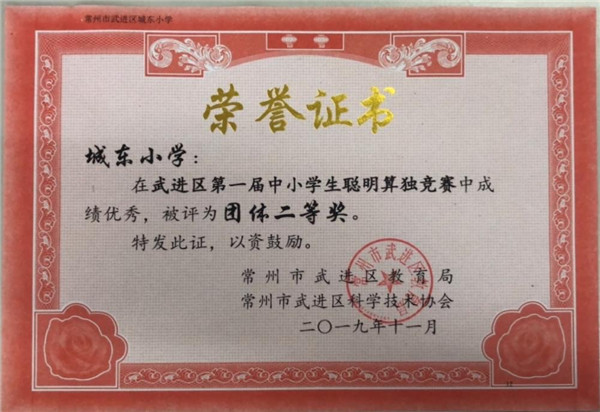 常州市武进区城东小学
荣誉证书
城东小学：
在武进区第一届中小学生聪明算独竞赛中成
绩优秀，被评为团体二等奖。
特发此证，以资鼓励。
常州市武进区教育局
常州市武进区科学技术协会
二〇一九年十一月